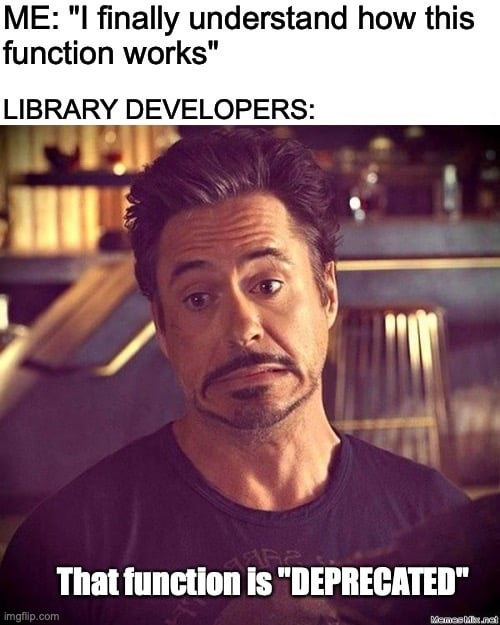 ME: "I finally understand how this
function works"
LIBRARY DEVELOPERS:
That function is "DEPRECATED"
imgflip.com
MemesMix.net